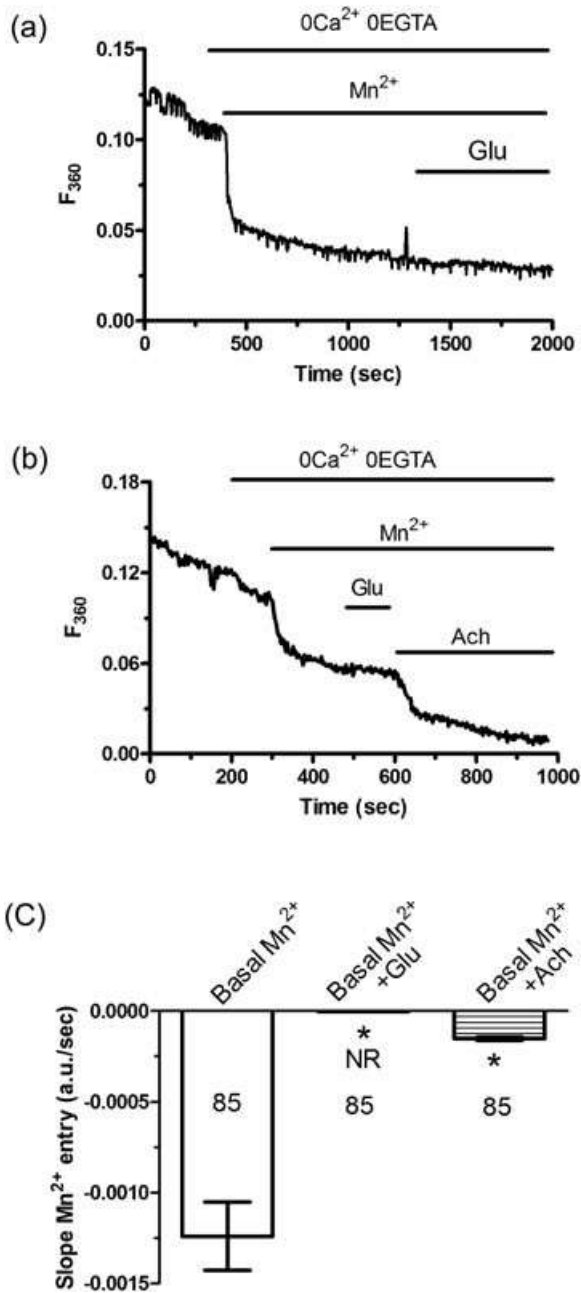 (a)
0Ca²⁺ 0EGTA
Mn²⁺
Glu
F₃₆₀
0.15
0.10
0.05
0.00
0 500 1000 1500 2000
Time (sec)
(b)
0Ca²⁺ 0EGTA
Mn²⁺
Glu
Ach
F₃₆₀
0.18
0.12
0.06
0.00
0 200 400 600 800 1000
Time (sec)
(C)
Basal Mn²⁺
Basal Mn²⁺
+Glu
Basal Mn²⁺
+Ach
Slope Mn²⁺ entry (a.u./sec)
0.0000
-0.0005
-0.0010
-0.0015
* *
NR
85 85 85